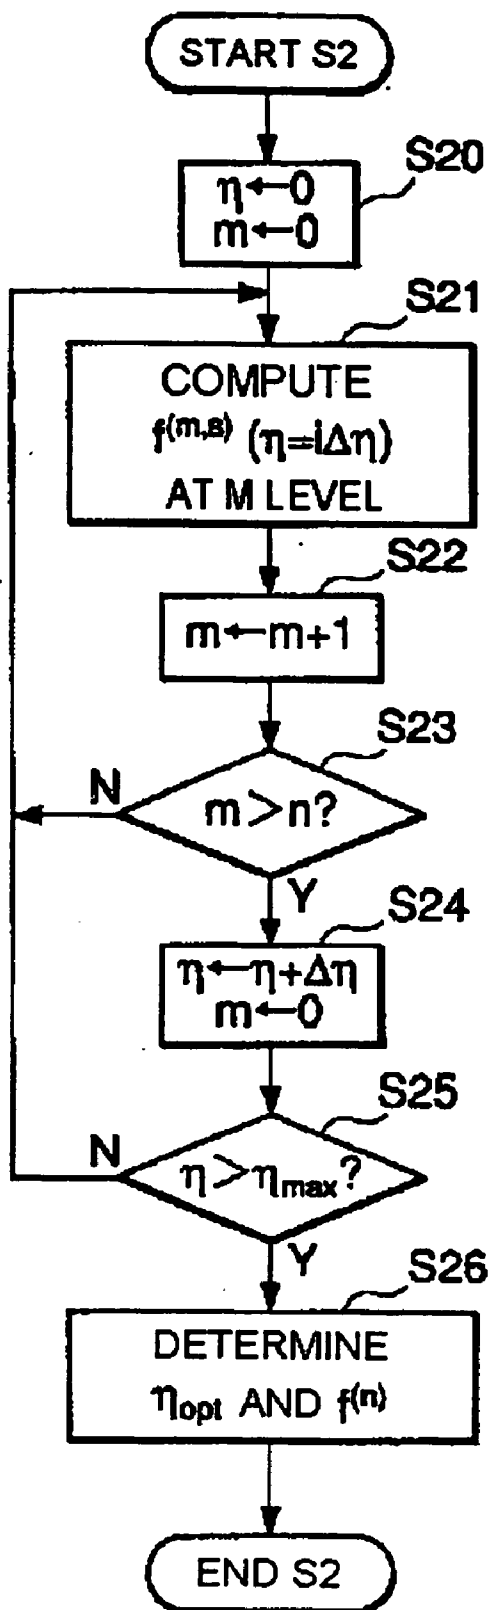 START S2
S20
η←0
m←0
S21
COMPUTE
f(m,s) (η=iΔη)
AT M LEVEL
S22
m←m+1
S23
m>n?
N
Y
S24
η←η+Δη
m←0
S25
η>ηmax?
N
Y
S26
DETERMINE
ηopt AND f(n)
END S2